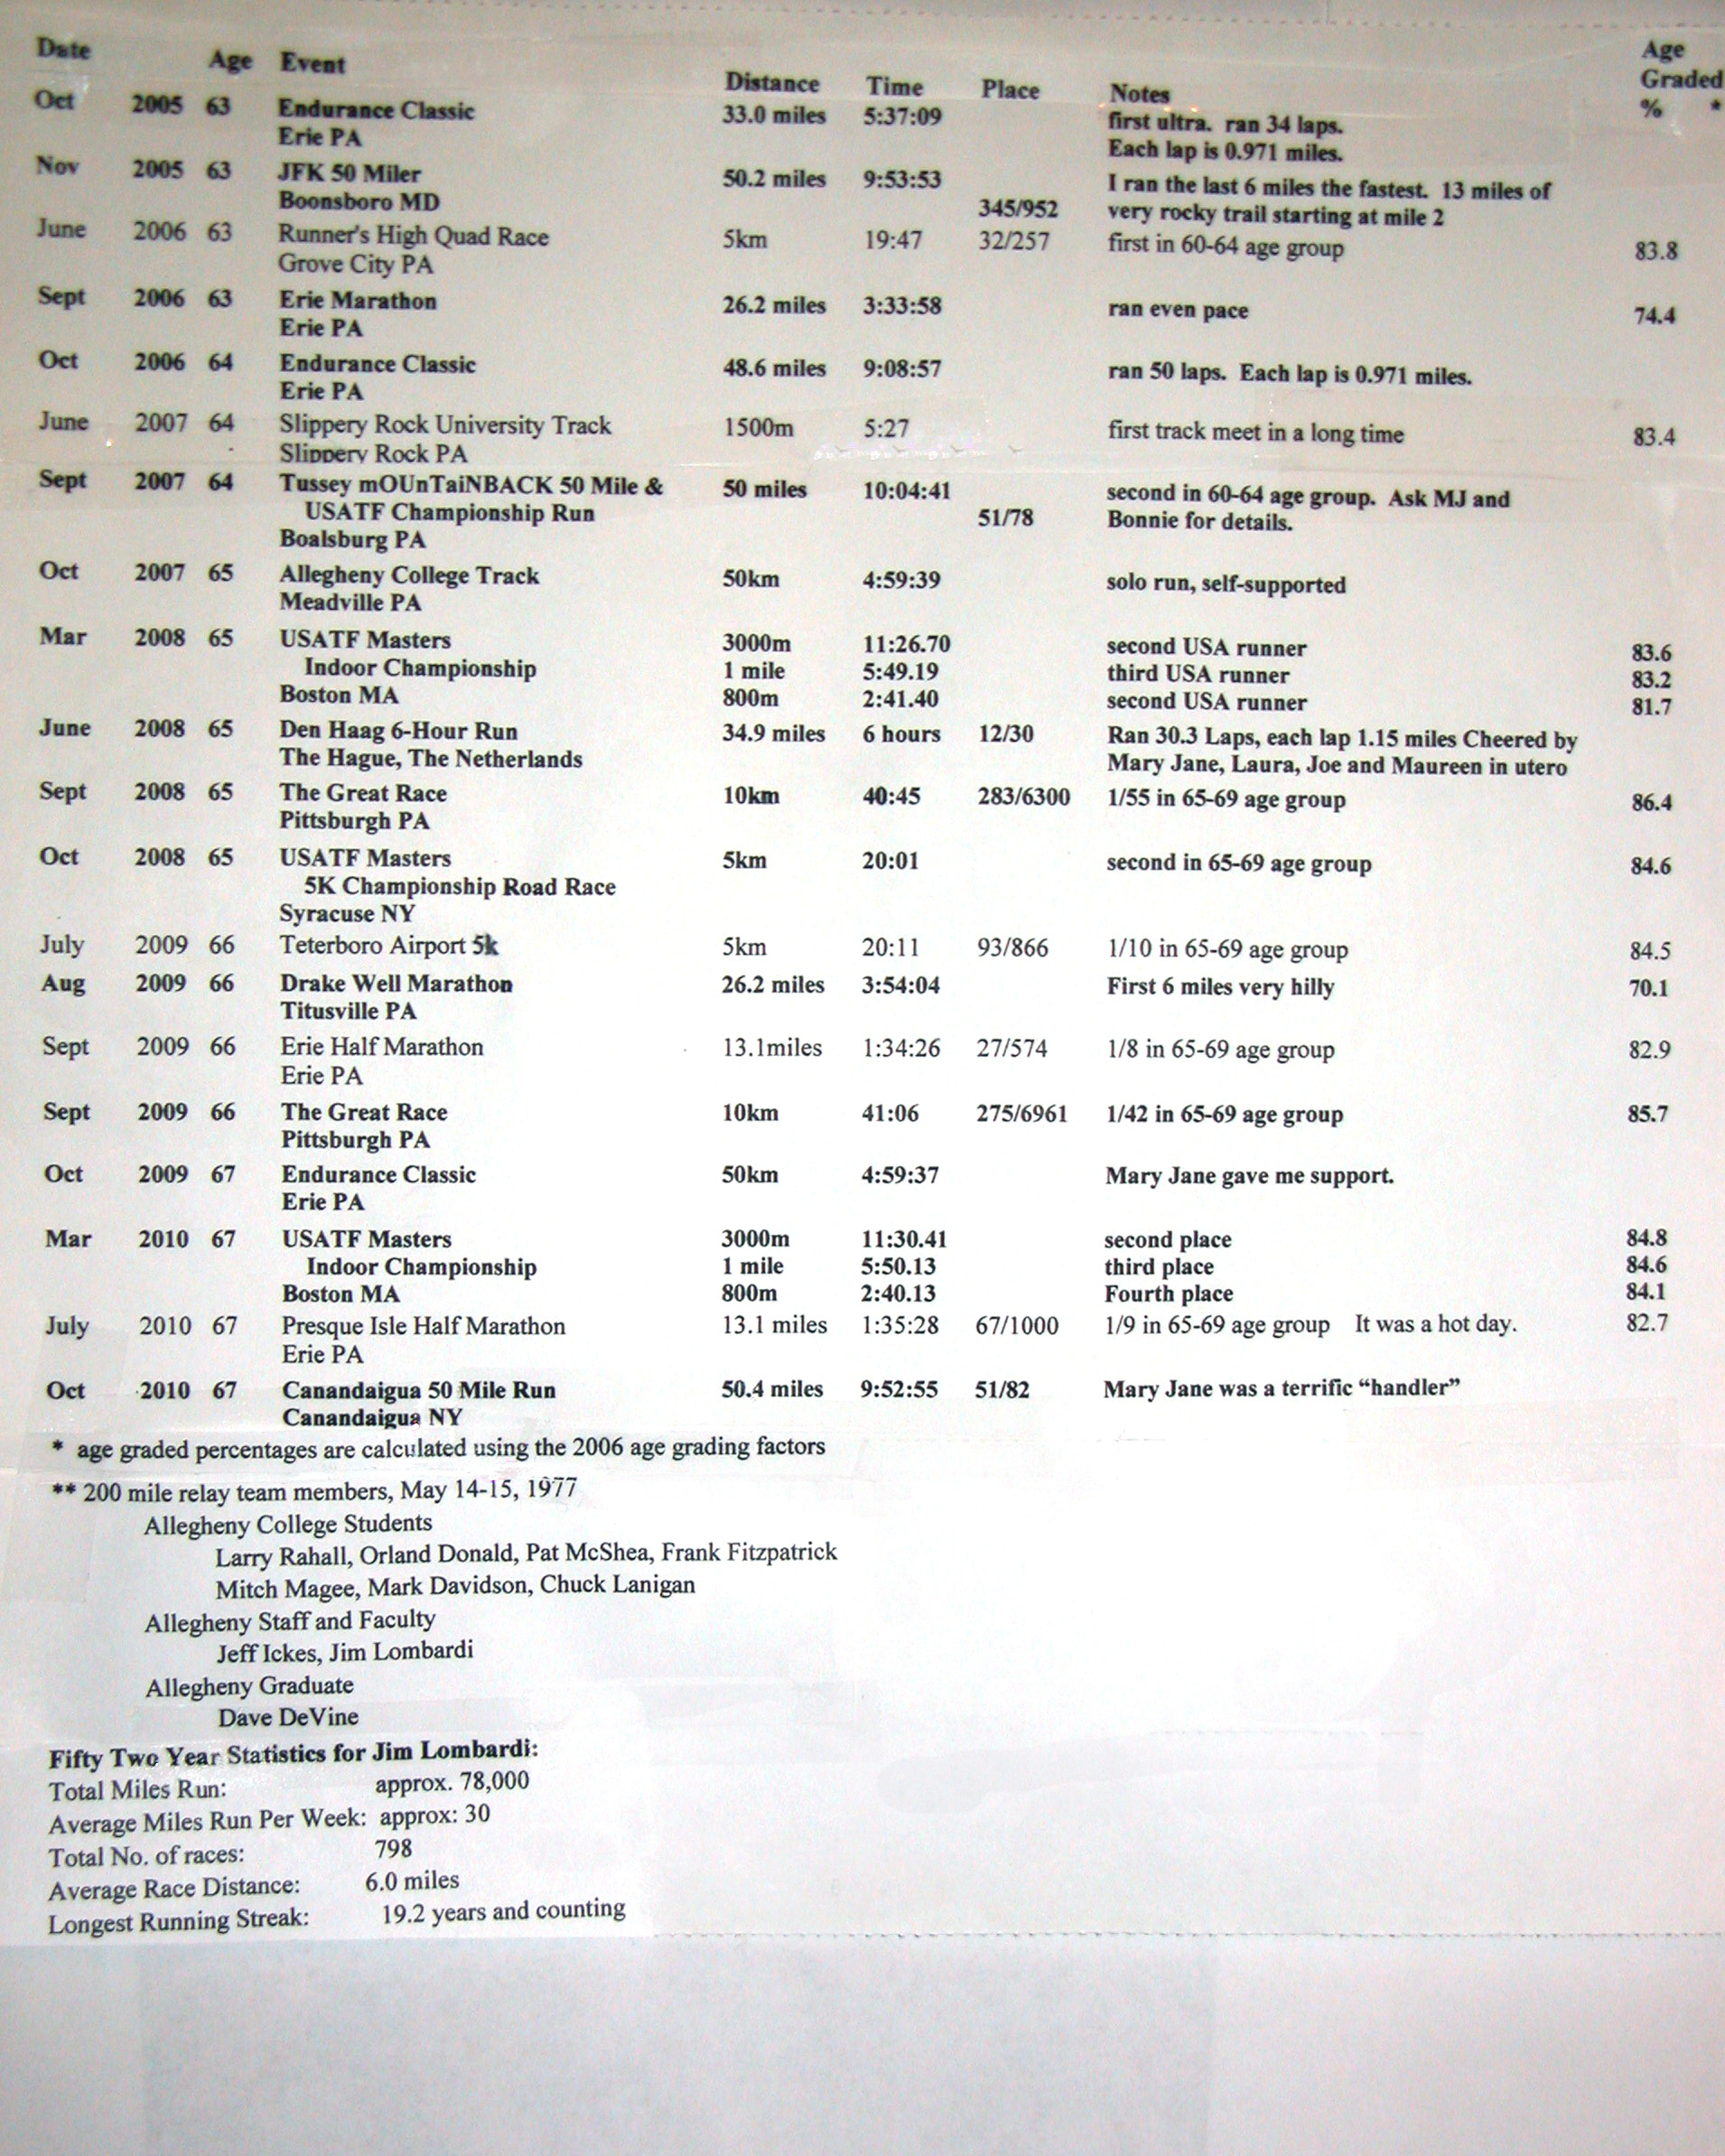 Date Age Event Distance Time Place Notes Age Graded % *
Oct 2005 63 Endurance Classic 33.0 miles 5:37:09 first ultra. ran 34 laps.
Erie PA Each lap is 0.971 miles.
Nov 2005 63 JFK 50 Miler 50.2 miles 9:53:53 I ran the last 6 miles the fastest. 13 miles of
Boonsboro MD 345/952 very rocky trail starting at mile 2
June 2006 63 Runner's High Quad Race 5km 19:47 32/257 first in 60-64 age group 83.8
Grove City PA
Sept 2006 63 Erie Marathon 26.2 miles 3:33:58 ran even pace 74.4
Erie PA
Oct 2006 64 Endurance Classic 48.6 miles 9:08:57 ran 50 laps. Each lap is 0.971 miles.
Erie PA
June 2007 64 Slippery Rock University Track 1500m 5:27 first track meet in a long time 83.4
Slippery Rock PA
Sept 2007 64 Tussey mOUnTaiNBACK 50 Mile & 50 miles 10:04:41 second in 60-64 age group. Ask MJ and
USATF Championship Run 51/78 Bonnie for details.
Boalsburg PA
Oct 2007 65 Allegheny College Track 50km 4:59:39 solo run, self-supported
Meadville PA
Mar 2008 65 USATF Masters 3000m 11:26.70 second USA runner 83.6
Indoor Championship 1 mile 5:49.19 third USA runner 83.2
Boston MA 800m 2:41.40 second USA runner 81.7
June 2008 65 Den Haag 6-Hour Run 34.9 miles 6 hours 12/30 Ran 30.3 Laps, each lap 1.15 miles Cheered by
The Hague, The Netherlands Mary Jane, Laura, Joe and Maureen in utero
Sept 2008 65 The Great Race 10km 40:45 283/6300 1/55 in 65-69 age group 86.4
Pittsburgh PA
Oct 2008 65 USATF Masters 5km 20:01 second in 65-69 age group 84.6
5K Championship Road Race
Syracuse NY
July 2009 66 Teterboro Airport 5k 5km 20:11 93/866 1/10 in 65-69 age group 84.5
Aug 2009 66 Drake Well Marathon 26.2 miles 3:54:04 First 6 miles very hilly 70.1
Titusville PA
Sept 2009 66 Erie Half Marathon 13.1miles 1:34:26 27/574 1/8 in 65-69 age group 82.9
Erie PA
Sept 2009 66 The Great Race 10km 41:06 275/6961 1/42 in 65-69 age group 85.7
Pittsburgh PA
Oct 2009 67 Endurance Classic 50km 4:59:37 Mary Jane gave me support.
Erie PA
Mar 2010 67 USATF Masters 3000m 11:30.41 second place 84.8
Indoor Championship 1 mile 5:50.13 third place 84.6
Boston MA 800m 2:40.13 Fourth place 84.1
July 2010 67 Presque Isle Half Marathon 13.1 miles 1:35:28 67/1000 1/9 in 65-69 age group It was a hot day. 82.7
Erie PA
Oct 2010 67 Canandaigua 50 Mile Run 50.4 miles 9:52:55 51/82 Mary Jane was a terrific “handler”
Canandaigua NY
* age graded percentages are calculated using the 2006 age grading factors
** 200 mile relay team members, May 14-15, 1977
Allegheny College Students
Larry Rahall, Orland Donald, Pat McShea, Frank Fitzpatrick
Mitch Magee, Mark Davidson, Chuck Lanigan
Allegheny Staff and Faculty
Jeff Ickes, Jim Lombardi
Allegheny Graduate
Dave DeVine
Fifty Two Year Statistics for Jim Lombardi:
Total Miles Run: approx. 78,000
Average Miles Run Per Week: approx: 30
Total No. of races: 798
Average Race Distance: 6.0 miles
Longest Running Streak: 19.2 years and counting